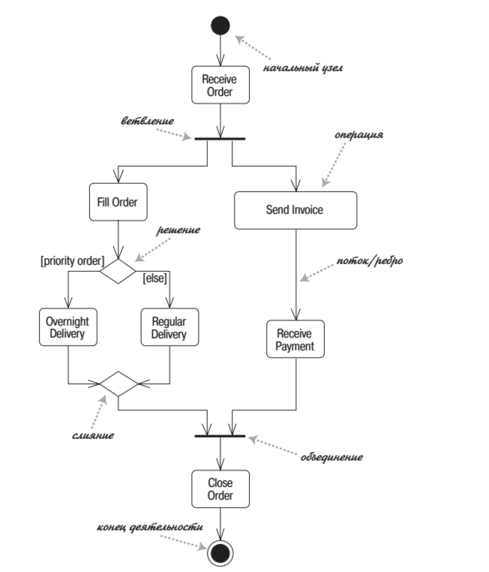 начальный узел
Receive
Order
ветвление
операция
Fill Order
Send Invoice
решение
[priority order]
[else]
поток/ребро
Overnight
Delivery
Regular
Delivery
Receive
Payment
слияние
объединение
Close
Order
конец деятельности